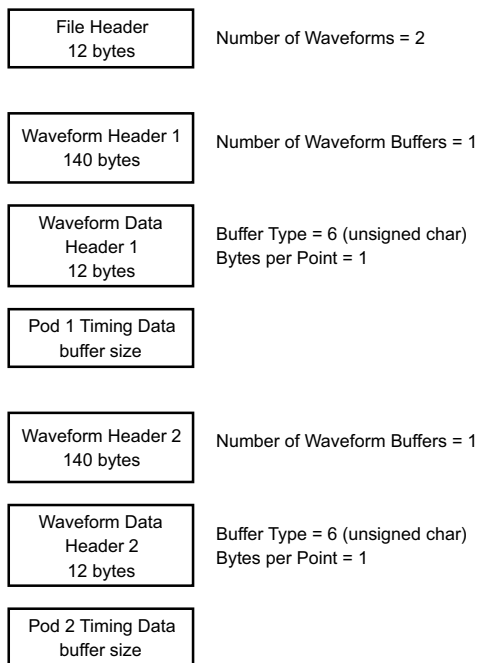 File Header
12 bytes
Number of Waveforms = 2
Waveform Header 1
140 bytes
Number of Waveform Buffers = 1
Waveform Data
Header 1
12 bytes
Buffer Type = 6 (unsigned char)
Bytes per Point = 1
Pod 1 Timing Data
buffer size
Waveform Header 2
140 bytes
Number of Waveform Buffers = 1
Waveform Data
Header 2
12 bytes
Buffer Type = 6 (unsigned char)
Bytes per Point = 1
Pod 2 Timing Data
buffer size